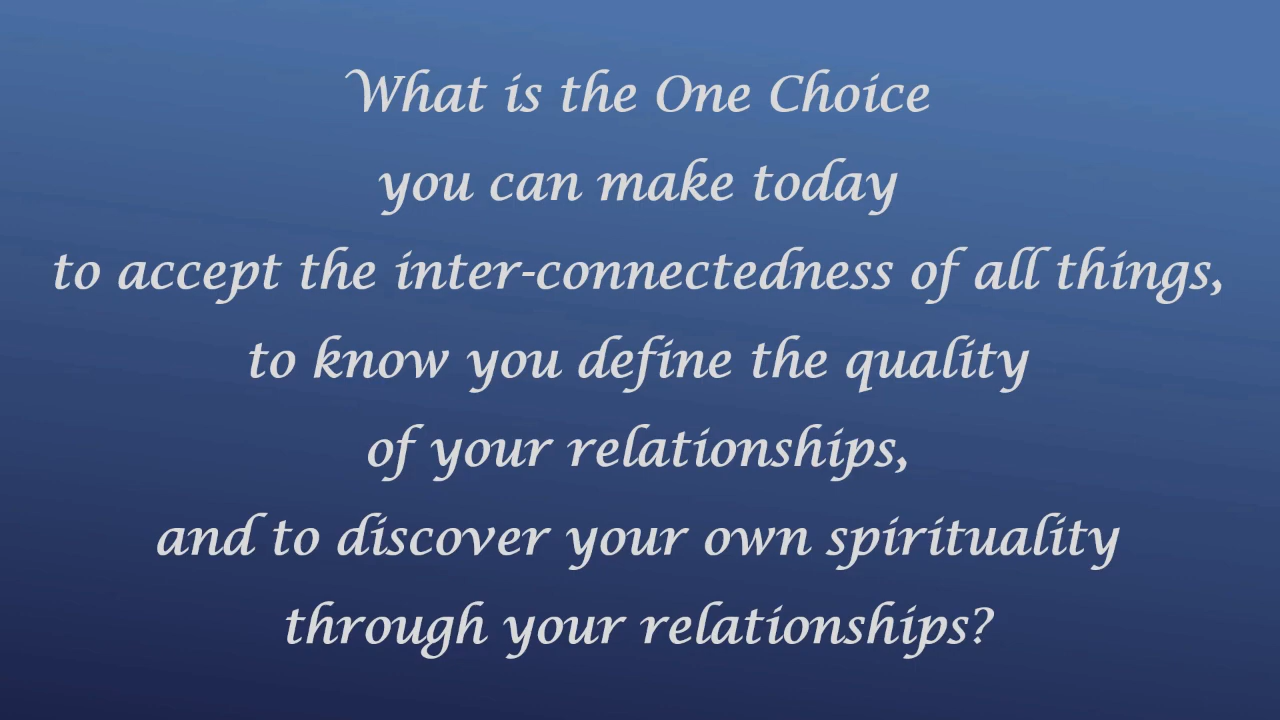 What is the One Choice
you can make today
to accept the inter-connectedness of all things,
to know you define the quality
of your relationships,
and to discover your own spirituality
through your relationships?